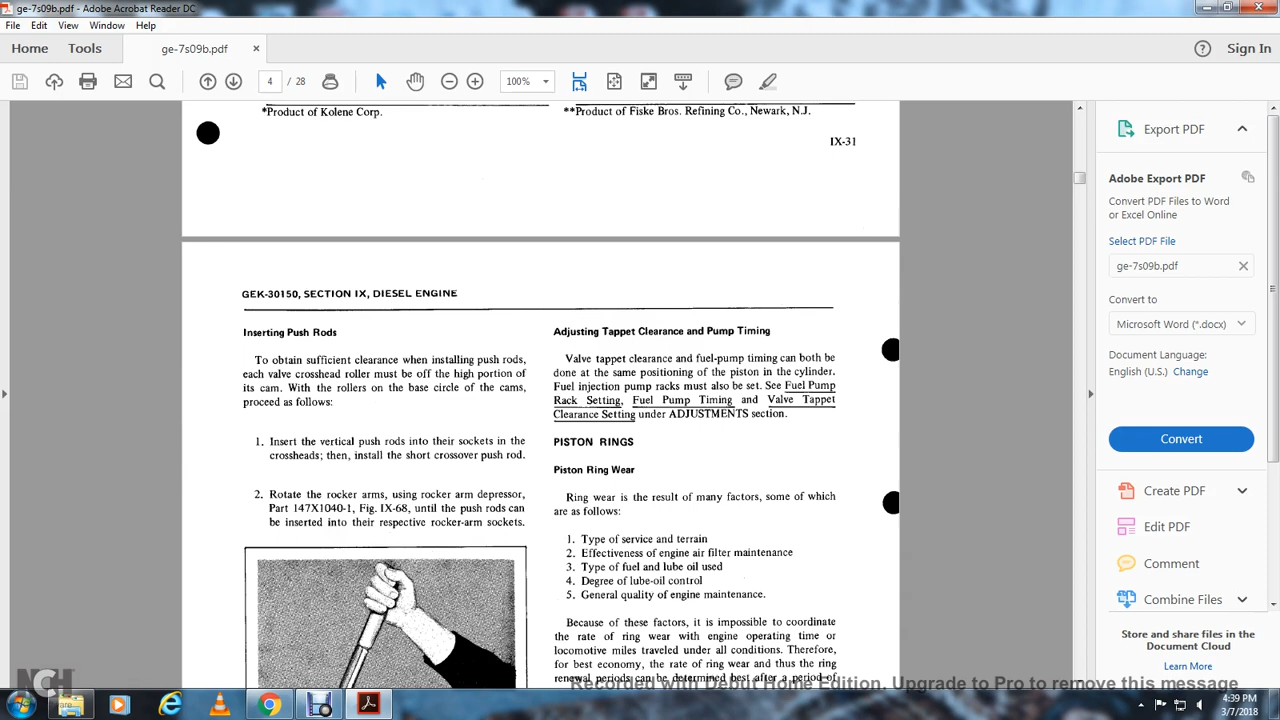 ge-7s09b.pdf - Adobe Acrobat Reader DC
File Edit View Window Help
Home Tools ge-7s09b.pdf × Sign In
4 / 28 100%
*Product of Kolene Corp. **Product of Fiske Bros. Refining Co., Newark, N.J.
IX-31
GEK-30150, SECTION IX, DIESEL ENGINE
Inserting Push Rods
To obtain sufficient clearance when installing push rods,
each valve crosshead roller must be off the high portion of
its cam. With the rollers on the base circle of the cams,
proceed as follows:
1. Insert the vertical push rods into their sockets in the
crossheads; then, install the short crossover push rod.
2. Rotate the rocker arms, using rocker arm depressor,
Part 147X1040-1, Fig. IX-68, until the push rods can
be inserted into their respective rocker-arm sockets.
Adjusting Tappet Clearance and Pump Timing
Valve tappet clearance and fuel-pump timing can both be
done at the same positioning of the piston in the cylinder.
Fuel injection pump racks must also be set. See Fuel Pump
Rack Setting, Fuel Pump Timing and Valve Tappet
Clearance Setting under ADJUSTMENTS section.
PISTON RINGS
Piston Ring Wear
Ring wear is the result of many factors, some of which
are as follows:
1. Type of service and terrain
2. Effectiveness of engine air filter maintenance
3. Type of fuel and lube oil used
4. Degree of lube-oil control
5. General quality of engine maintenance.
Because of these factors, it is impossible to coordinate
the rate of ring wear with engine operating time or
locomotive miles traveled under all conditions. Therefore,
for best economy, the rate of ring wear and thus the ring
renewal periods can be determined best after a period of
Export PDF
Adobe Export PDF
Convert PDF Files to Word
or Excel Online
Select PDF File
ge-7s09b.pdf
Convert to
Microsoft Word (*.docx)
Document Language:
English (U.S.) Change
Convert
Create PDF
Edit PDF
Comment
Combine Files
Store and share files in the
Document Cloud
Learn More
Recorded with Debut Home Edition. Upgrade to Pro to remove this message
NCH
4:39 PM
3/7/2018